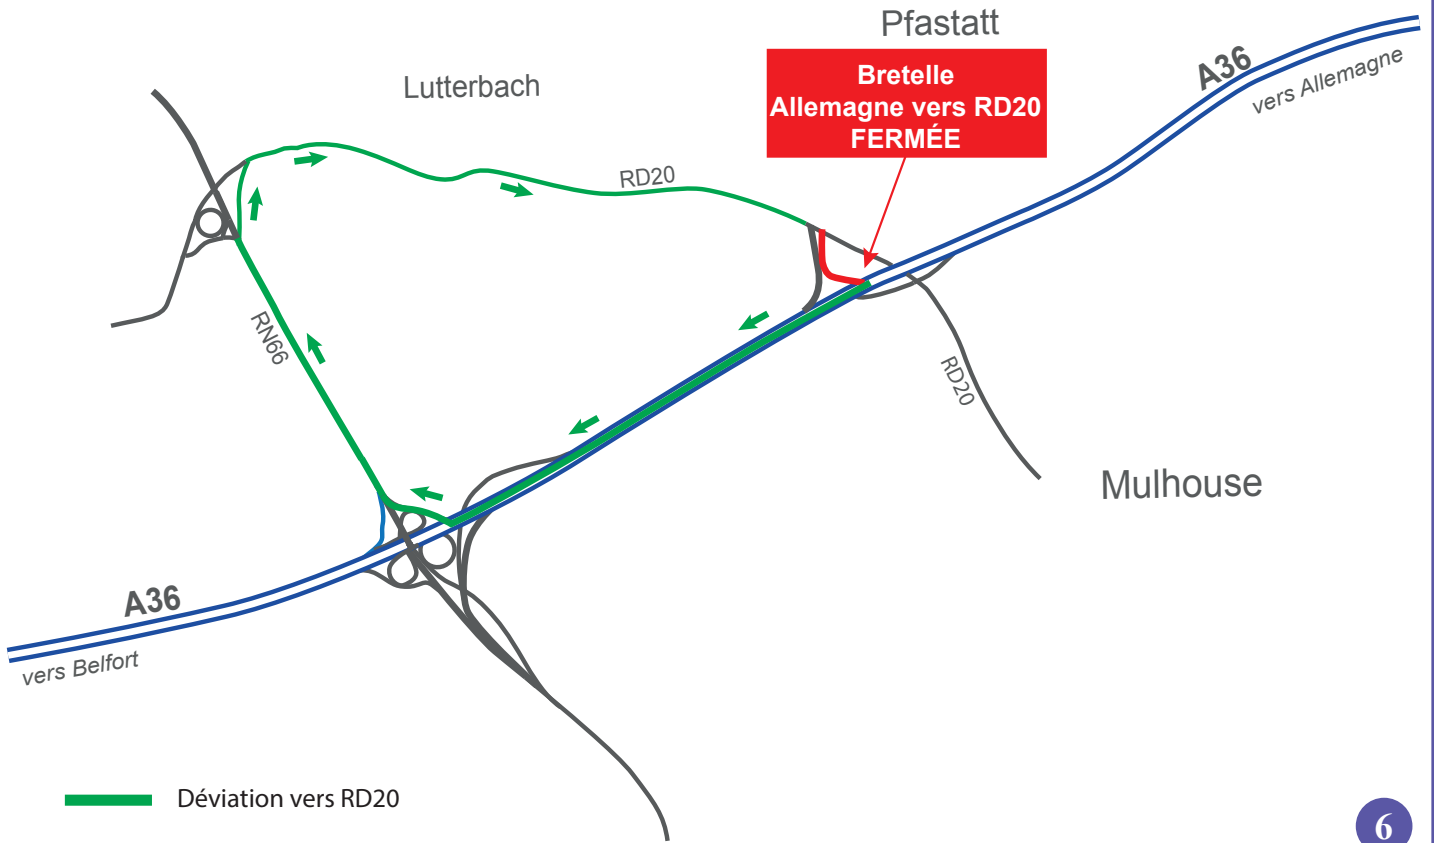 Pfastatt
Lutterbach
Bretelle
Allemagne vers RD20
FERMÉE
A36
vers Allemagne
RD20
RN66
RD20
Mulhouse
A36
vers Belfort
Déviation vers RD20
6